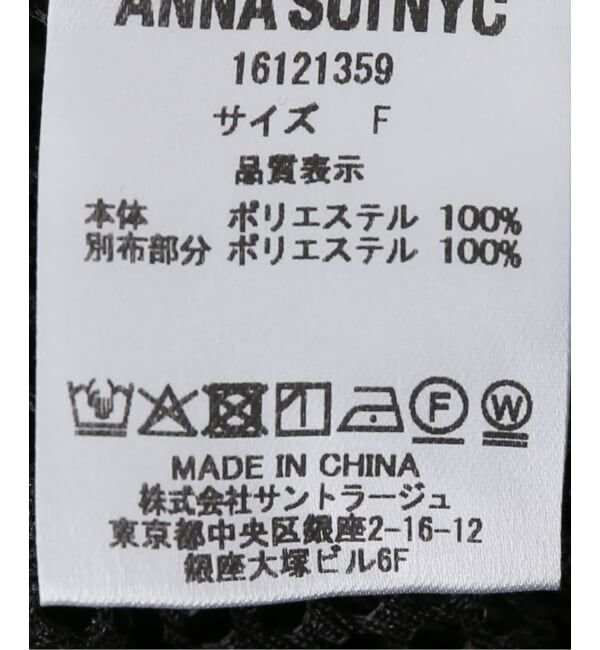 ANNA SUI NYC
16121359
サイズ F
品質表示
本体 ポリエステル 100%
別布部分 ポリエステル 100%
F W
MADE IN CHINA
株式会社サントラージュ
東京都中央区銀座2-16-12
銀座大塚ビル6F